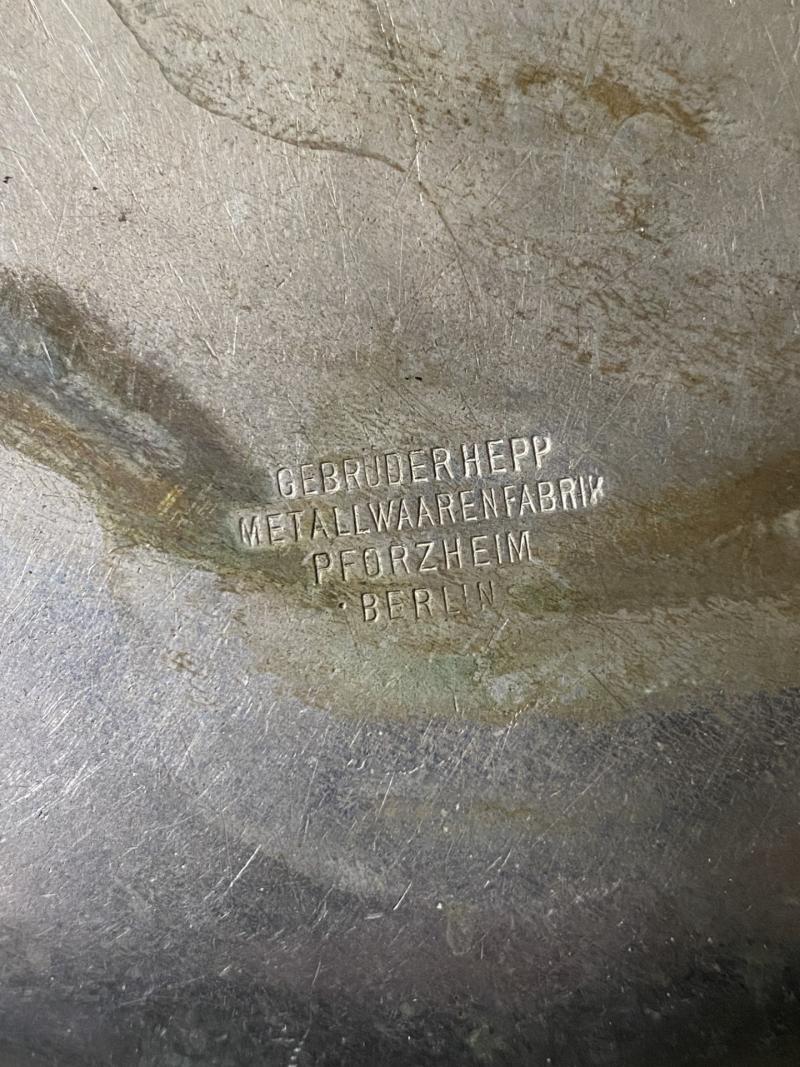 GEBRÜDER HEPP
METALLWAARENFABRIK
PFORZHEIM
· BERLIN